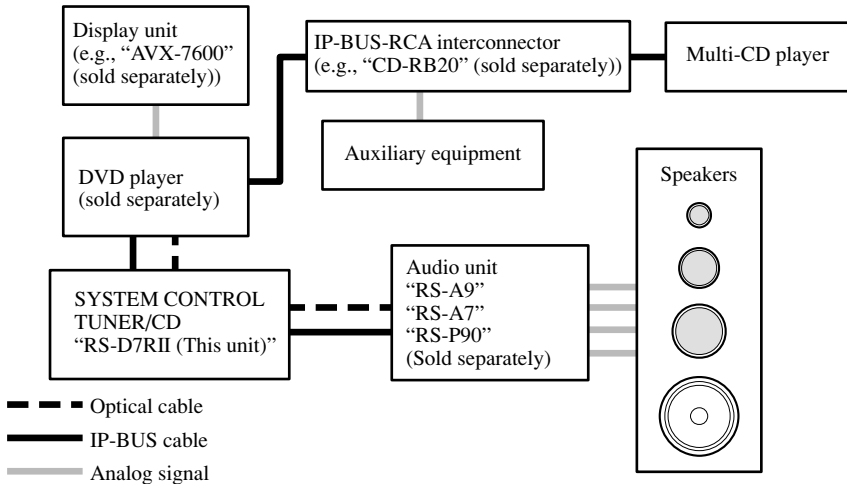 Display unit
(e.g., “AVX-7600”
(sold separately))
IP-BUS-RCA interconnector
(e.g., “CD-RB20” (sold separately))
Multi-CD player
Auxiliary equipment
DVD player
(sold separately)
Speakers
SYSTEM CONTROL
TUNER/CD
“RS-D7RII (This unit)”
Audio unit
“RS-A9”
“RS-A7”
“RS-P90”
(Sold separately)
Optical cable
IP-BUS cable
Analog signal